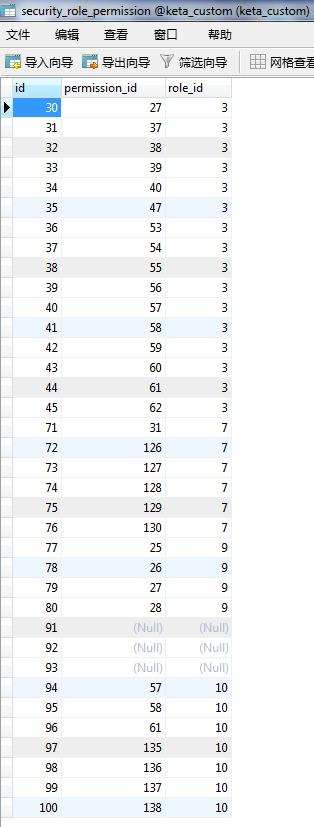 security_role_permission @keta_custom (keta_custom)
文件 编辑 查看 窗口 帮助
导入向导 导出向导 筛选向导 网格查看
id permission_id role_id
30 27 3
31 37 3
32 38 3
33 39 3
34 40 3
35 47 3
36 53 3
37 54 3
38 55 3
39 56 3
40 57 3
41 58 3
42 59 3
43 60 3
44 61 3
45 62 3
71 31 7
72 126 7
73 127 7
74 128 7
75 129 7
76 130 7
77 25 9
78 26 9
79 27 9
80 28 9
91 (Null) (Null)
92 (Null) (Null)
93 (Null) (Null)
94 57 10
95 58 10
96 61 10
97 135 10
98 136 10
99 137 10
100 138 10